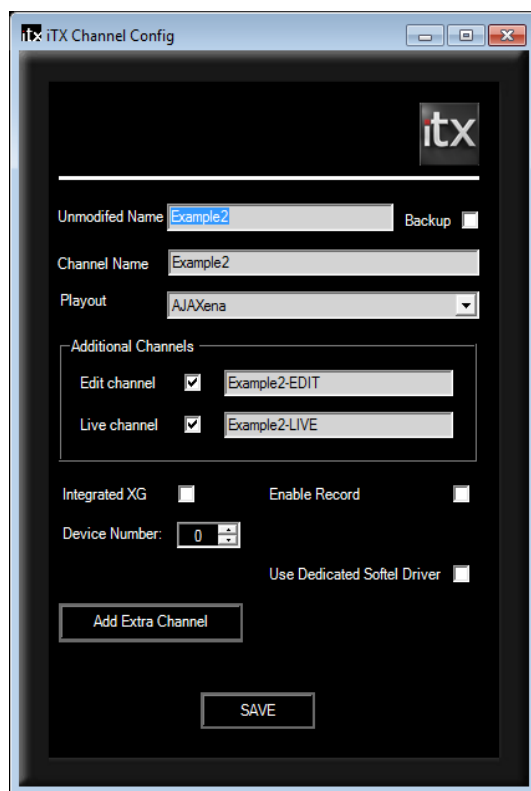 itx iTX Channel Config
itx
Unmodifed Name Example2 Backup
Channel Name Example2
Playout AJAXena
Additional Channels
Edit channel Example2-EDIT
Live channel Example2-LIVE
Integrated XG Enable Record
Device Number: 0
Use Dedicated Softel Driver
Add Extra Channel
SAVE